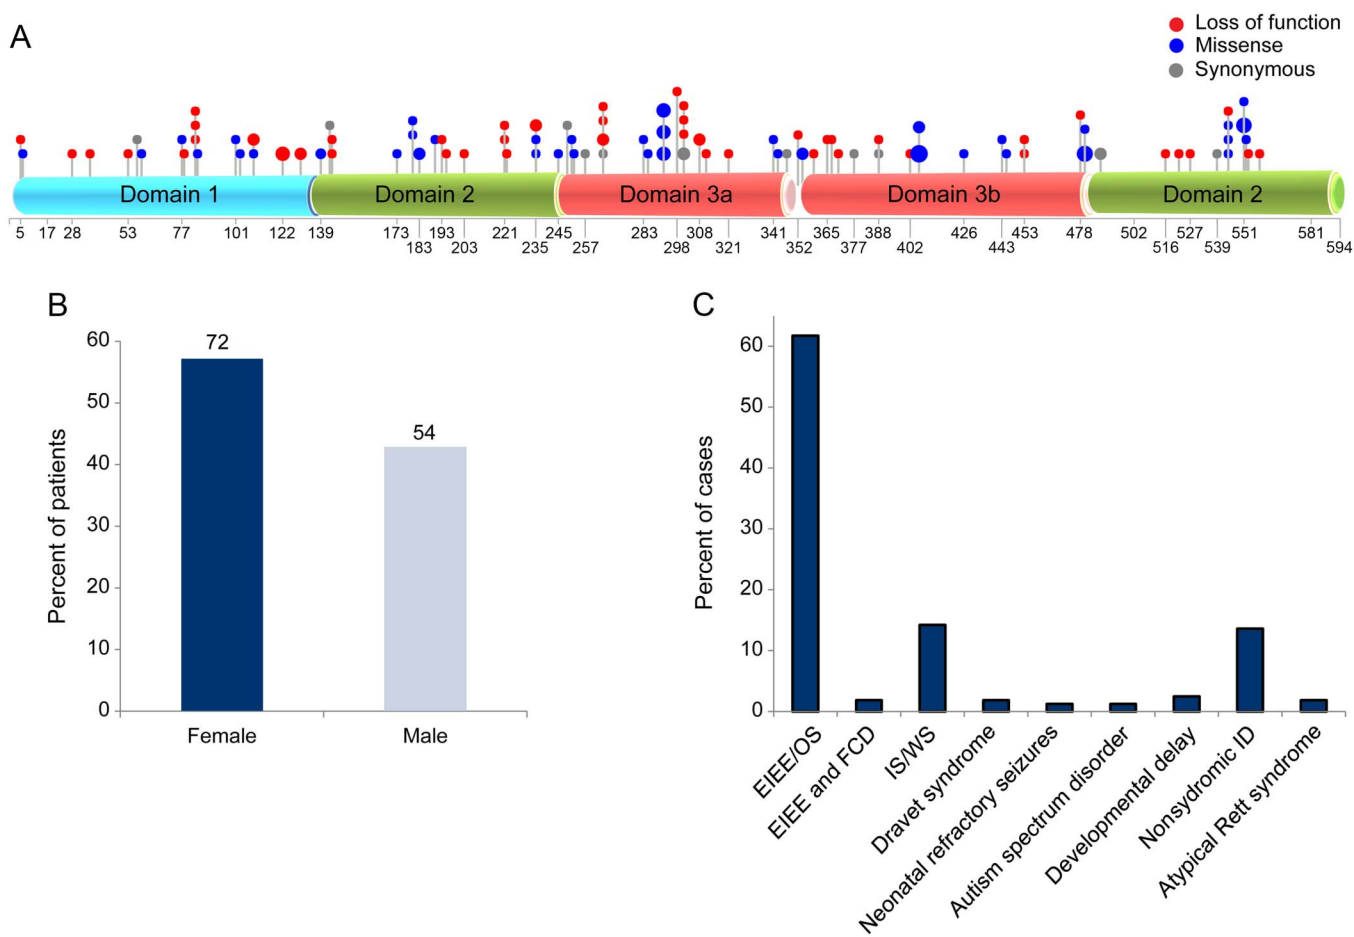 A
Loss of function
Missense
Synonymous
Domain 1 Domain 2 Domain 3a Domain 3b Domain 2
5 17 28 53 77 101 122 139 173 193 221 245 283 308 341 365 388 426 453 478 502 527 551 581
183 203 235 257 298 321 352 377 402 443 516 539 594
B
60
50
40
30
20
10
0
Percent of patients
72
54
Female Male
C
60
50
40
30
20
10
0
Percent of cases
EIEE/OS
EIEE and FCD
IS/WS
Dravet syndrome
Neonatal refractory seizures
Autism spectrum disorder
Developmental delay
Nonsydromic ID
Atypical Rett syndrome